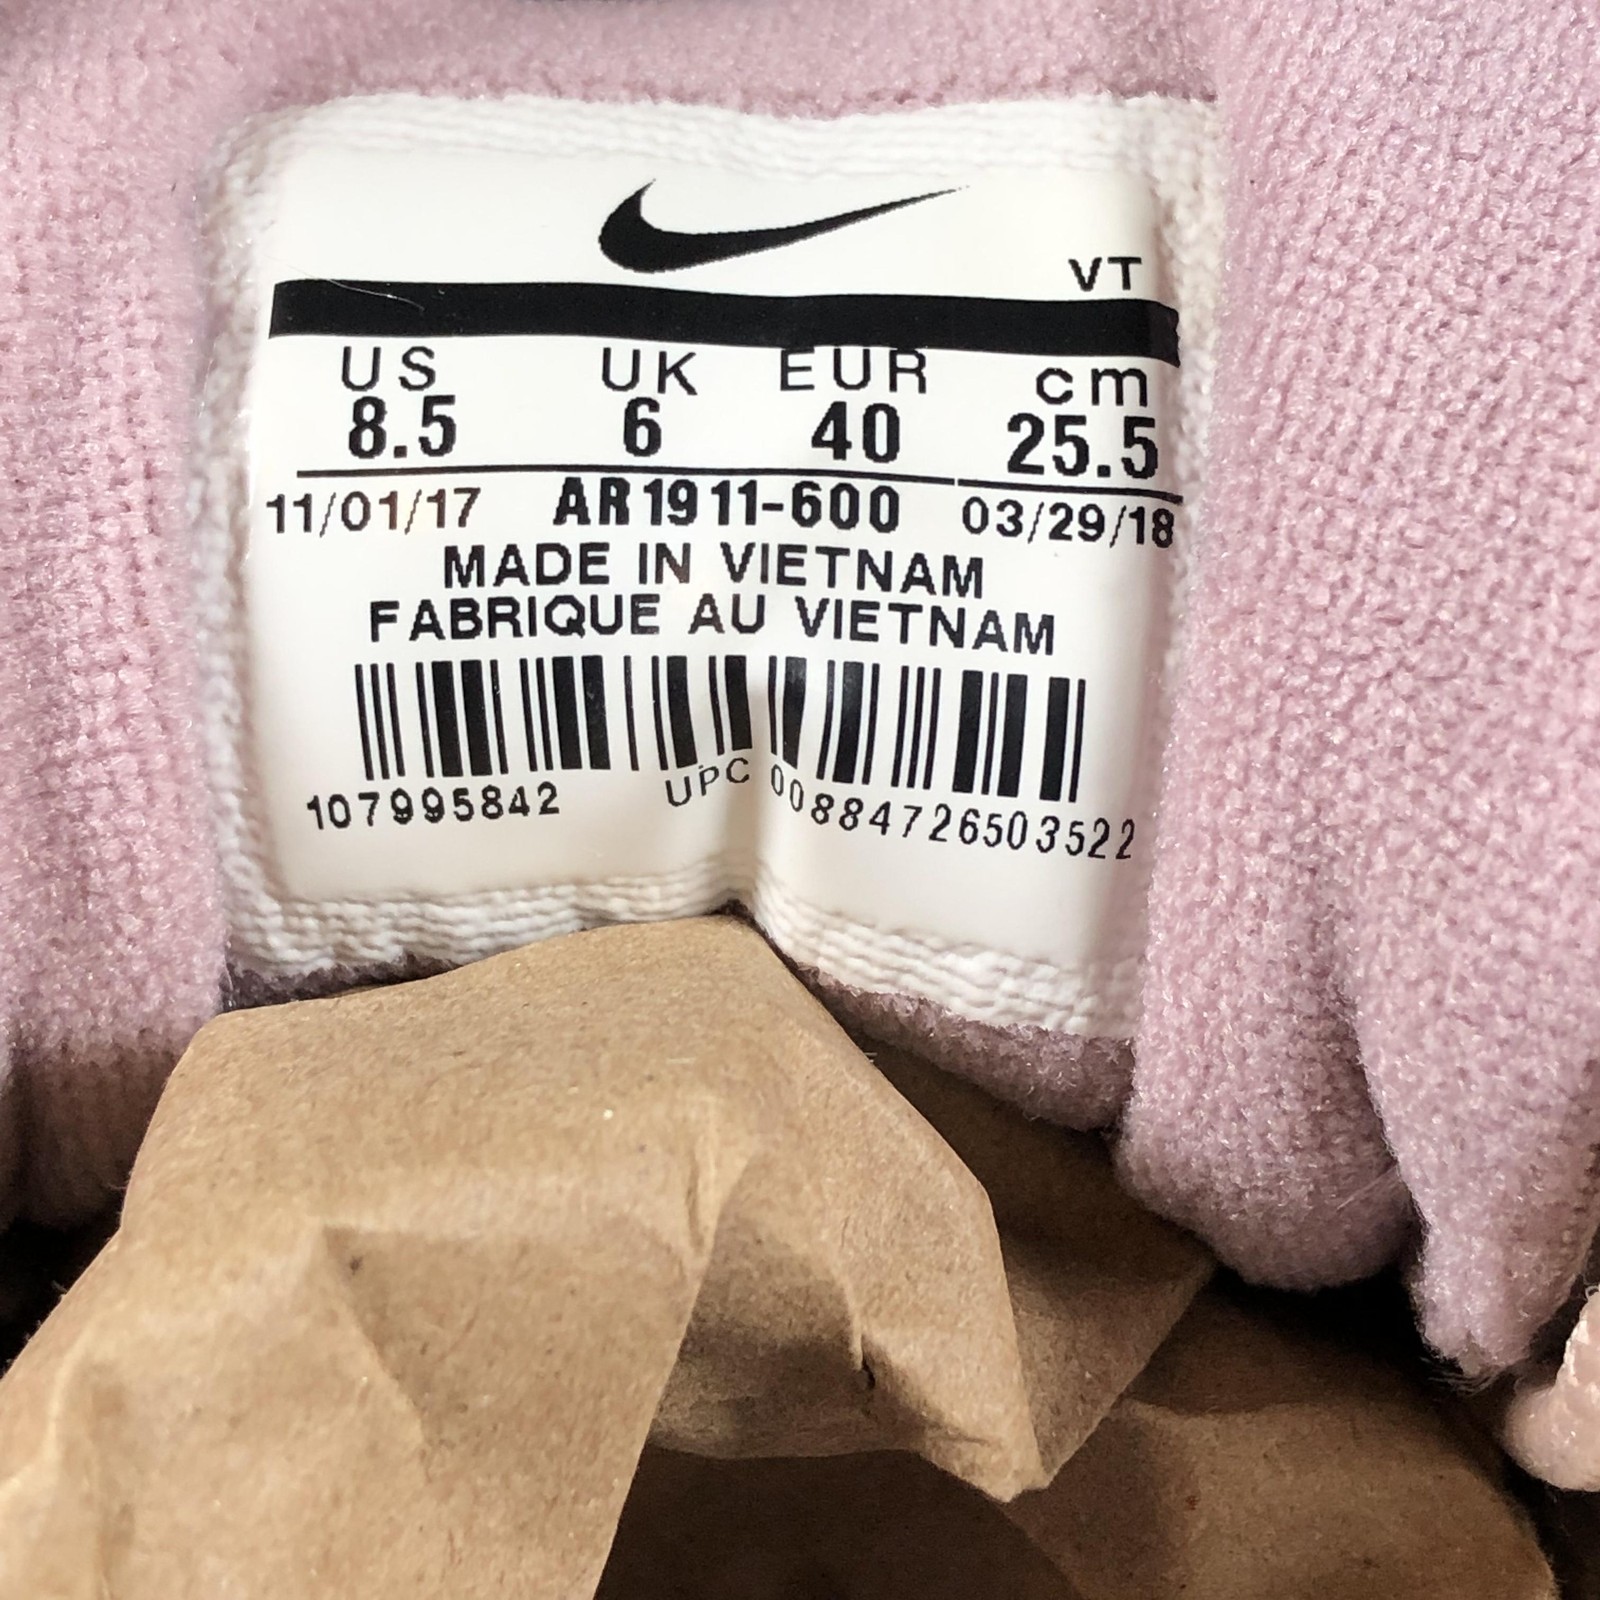 VT
US UK EUR cm
8.5 6 40 25.5
11/01/17 AR1911-600 03/29/18
MADE IN VIETNAM
FABRIQUE AU VIETNAM
107995842 UPC 00884726503522